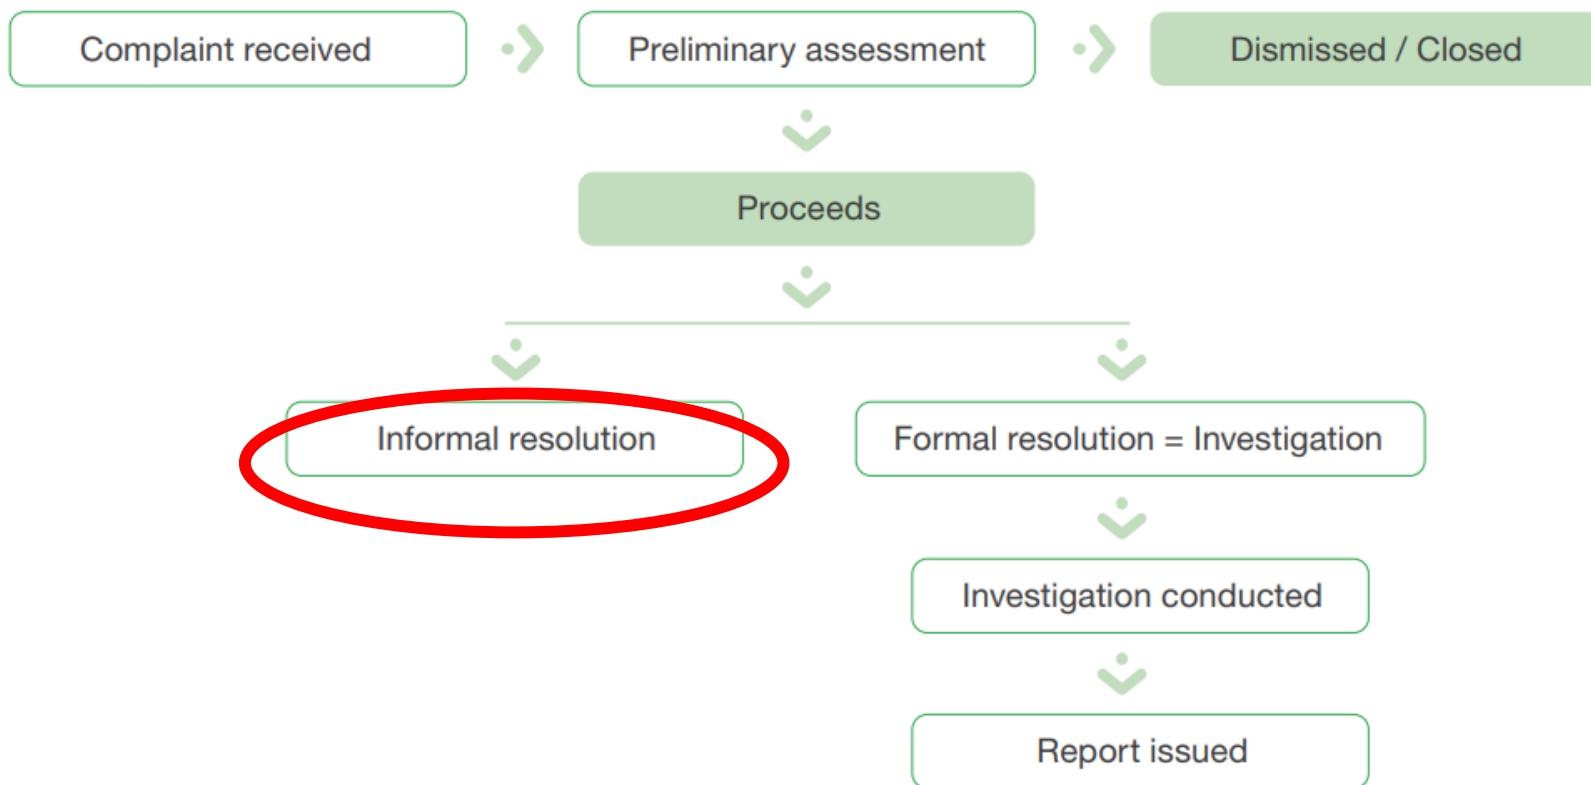 Complaint received
Preliminary assessment
Dismissed / Closed
Proceeds
Informal resolution
Formal resolution = Investigation
Investigation conducted
Report issued